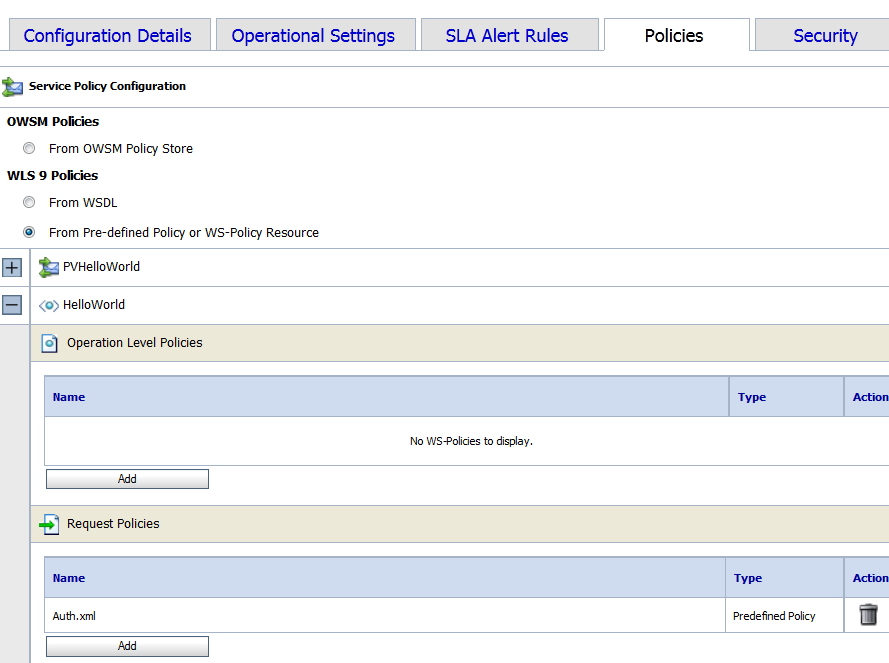 Configuration Details Operational Settings SLA Alert Rules Policies Security
Service Policy Configuration
OWSM Policies
From OWSM Policy Store
WLS 9 Policies
From WSDL
From Pre-defined Policy or WS-Policy Resource
PVHelloWorld
HelloWorld
Operation Level Policies
Name Type Action
No WS-Policies to display.
Add
Request Policies
Name Type Action
Auth.xml Predefined Policy
Add